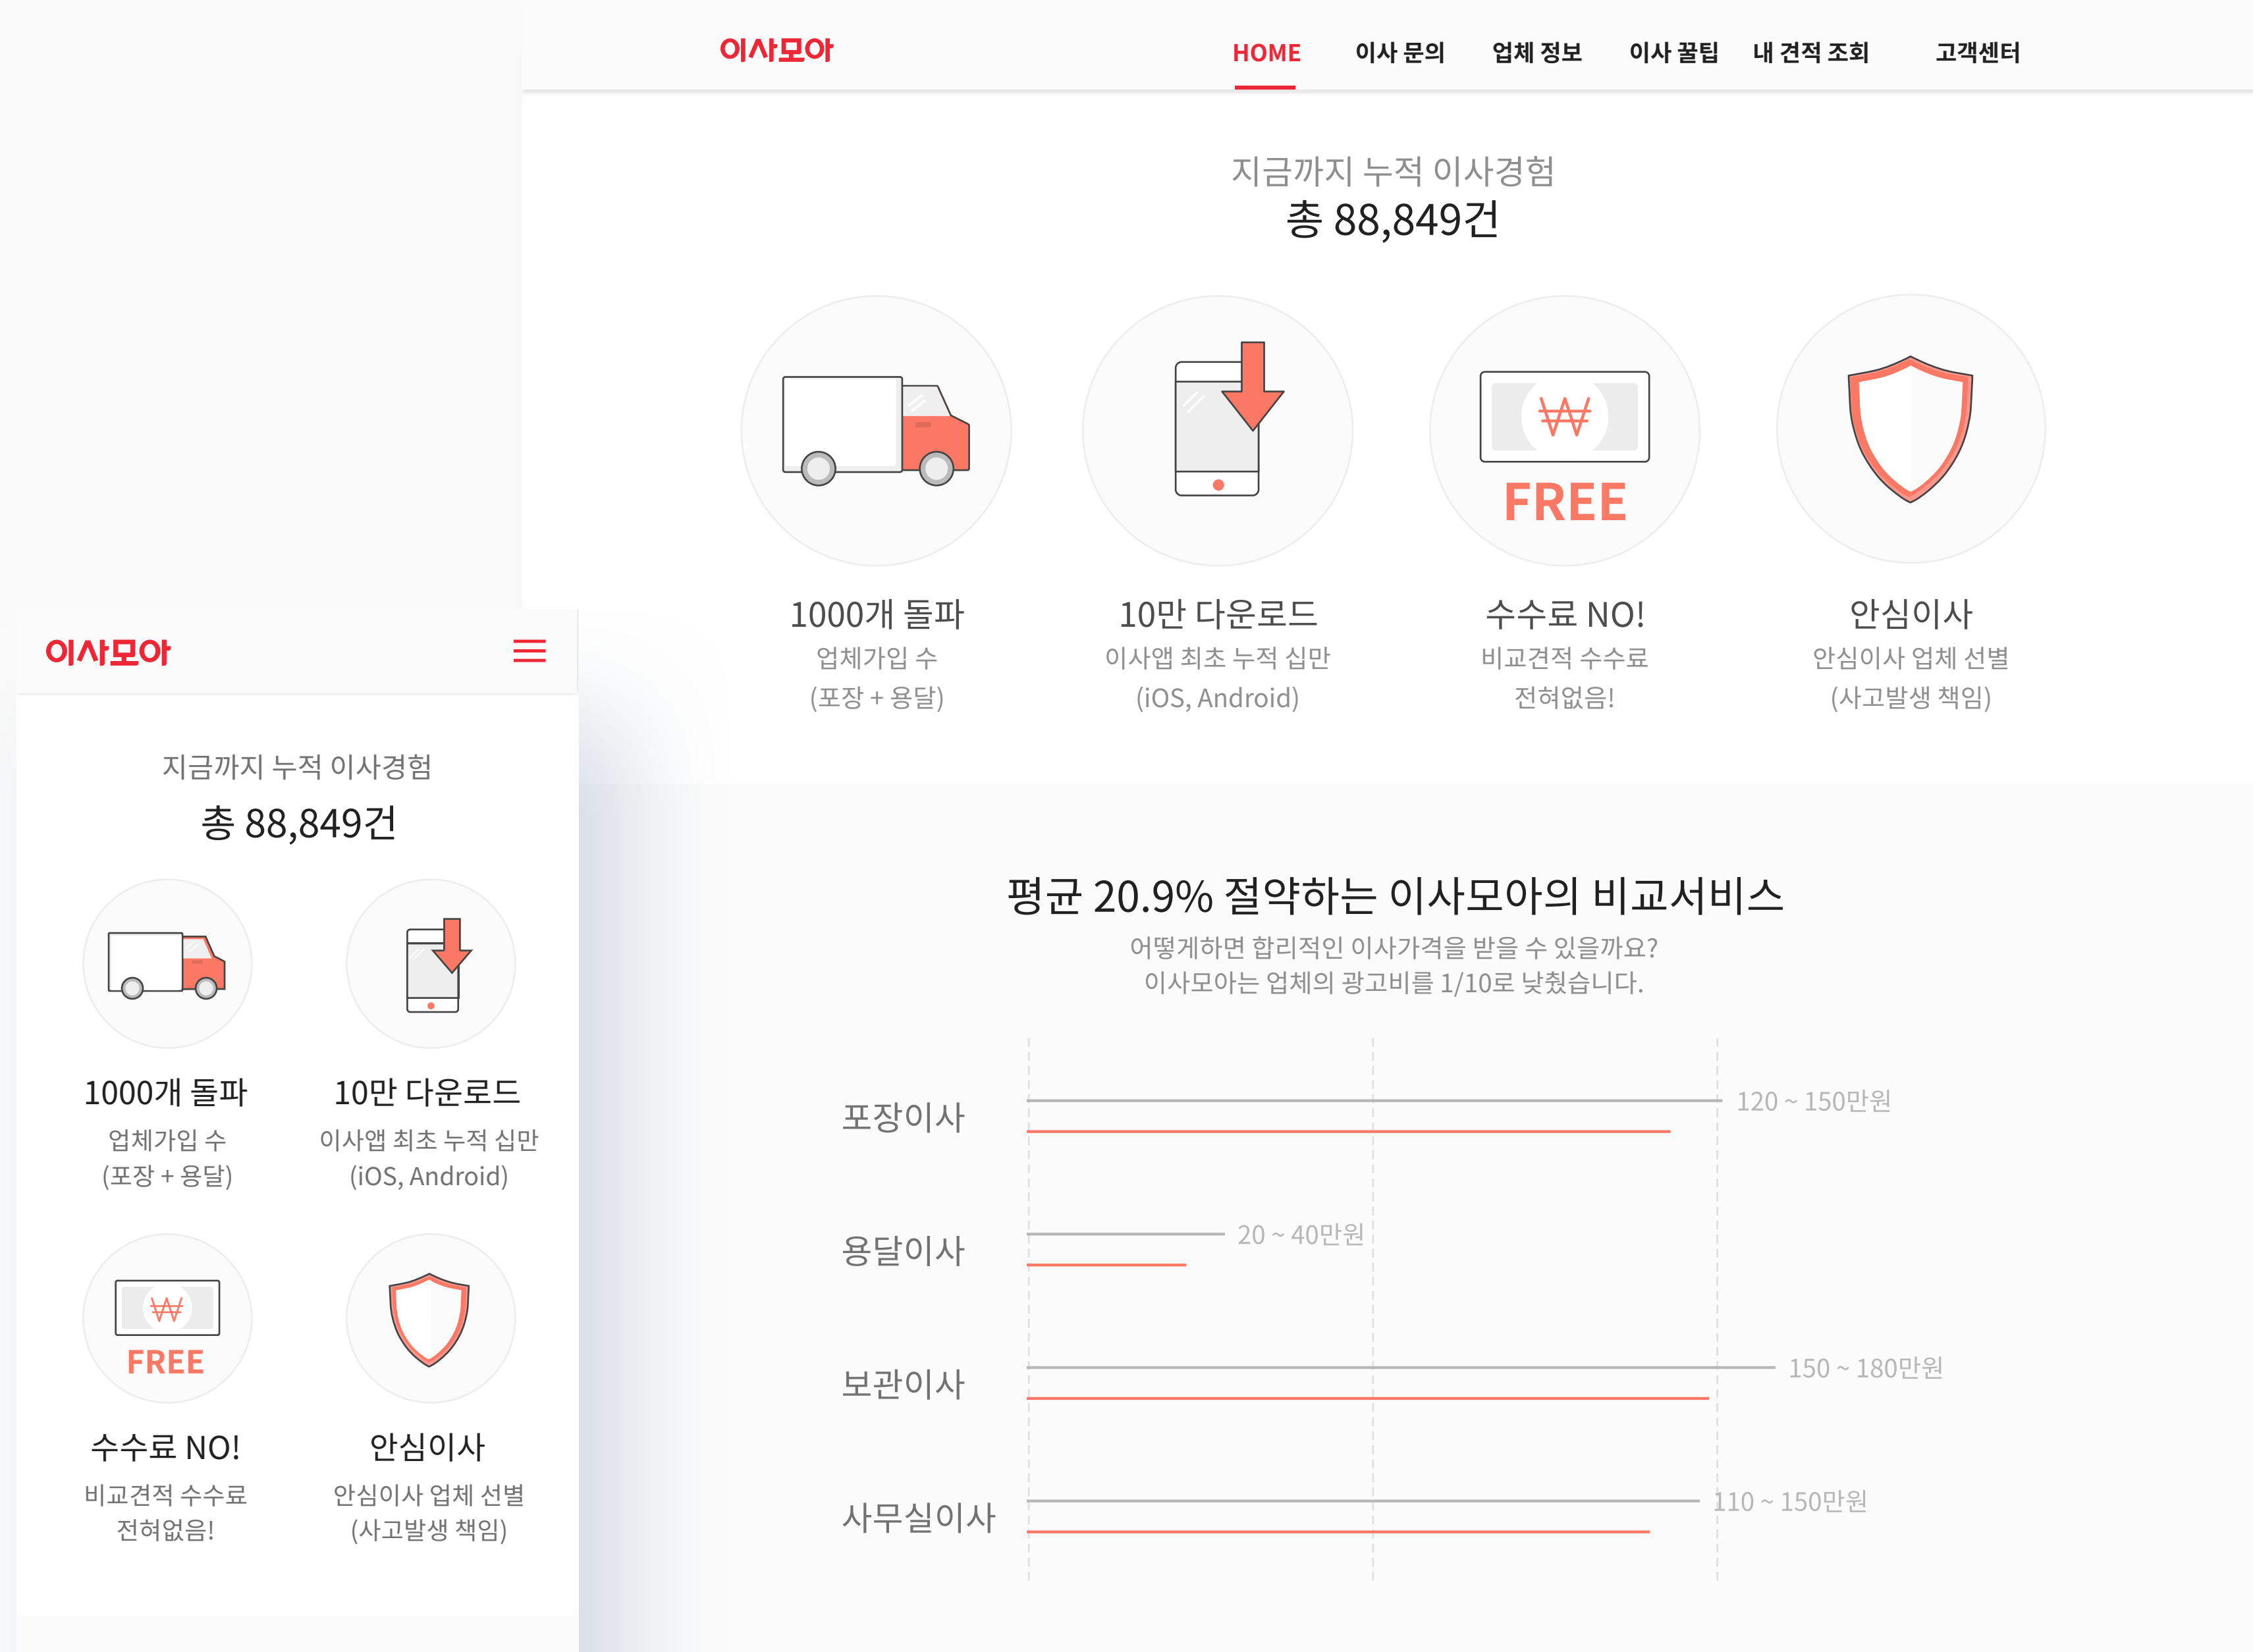 이사모아
HOME 이사 문의 업체 정보 이사 꿀팁 내 견적 조회 고객센터
지금까지 누적 이사경험
총 88,849건
FREE
1000개 돌파
업체가입 수
(포장 + 용달)
10만 다운로드
이사앱 최초 누적 십만
(iOS, Android)
수수료 NO!
비교견적 수수료
전혀없음!
안심이사
안심이사 업체 선별
(사고발생 책임)
평균 20.9% 절약하는 이사모아의 비교서비스
어떻게하면 합리적인 이사가격을 받을 수 있을까요?
이사모아는 업체의 광고비를 1/10로 낮췄습니다.
포장이사
120 ~ 150만원
용달이사
20 ~ 40만원
보관이사
150 ~ 180만원
사무실이사
110 ~ 150만원
이사모아
지금까지 누적 이사경험
총 88,849건
1000개 돌파
업체가입 수
(포장 + 용달)
10만 다운로드
이사앱 최초 누적 십만
(iOS, Android)
FREE
수수료 NO!
비교견적 수수료
전혀없음!
안심이사
안심이사 업체 선별
(사고발생 책임)